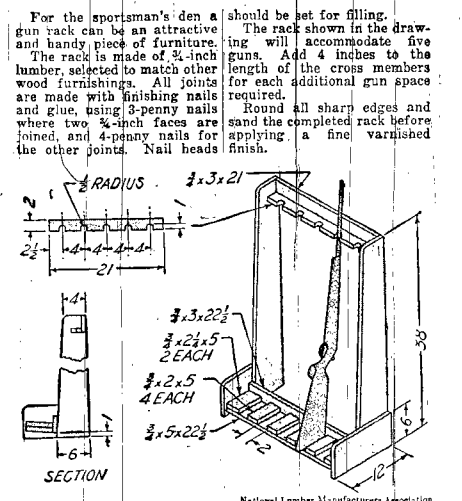 For the sportsman's den a
gun rack can be an attractive
and handy piece of furniture.
The rack is made of ¾-inch
lumber, selected to match other
wood furnishings. All joints
are made with finishing nails
and glue, using 3-penny nails
where two ¾-inch faces are
joined, and 4-penny nails for
the other joints. Nail heads
should be set for filling.
The rack shown in the draw-
ing will accommodate five
guns. Add 4 inches to the
length of the cross members
for each additional gun space
required.
Round all sharp edges and
sand the completed rack before
applying a fine varnished
finish.
½ RADIUS
2
1
2½
4
4
4
4
21
¾x3x21
38
4
1
6
SECTION
¾x3x22½
¾x2¼x5
2 EACH
¾x2x5
4 EACH
¾x5x22½
2
6
12
National Lumber Manufacturers Association